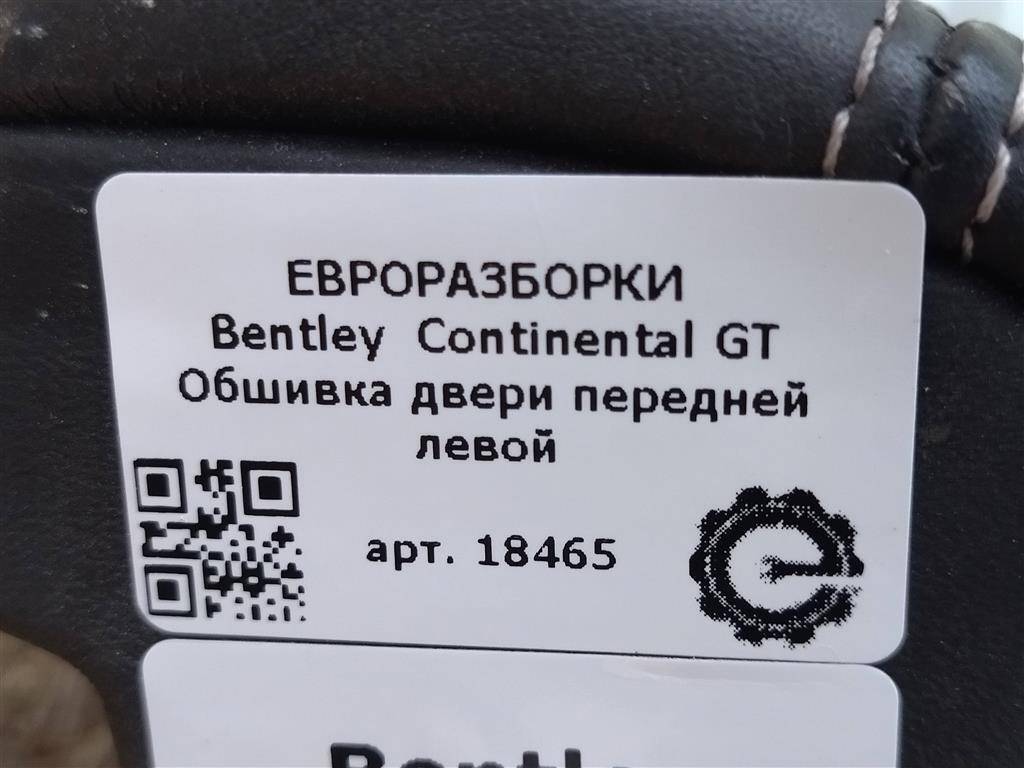 ЕВРОРАЗБОРКИ
Bentley Continental GT
Обшивка двери передней
левой
арт. 18465